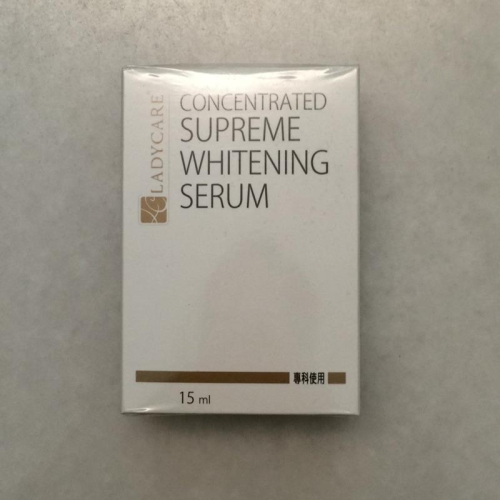 LADYCARE
CONCENTRATED
SUPREME
WHITENING
SERUM
專科使用
15 ml